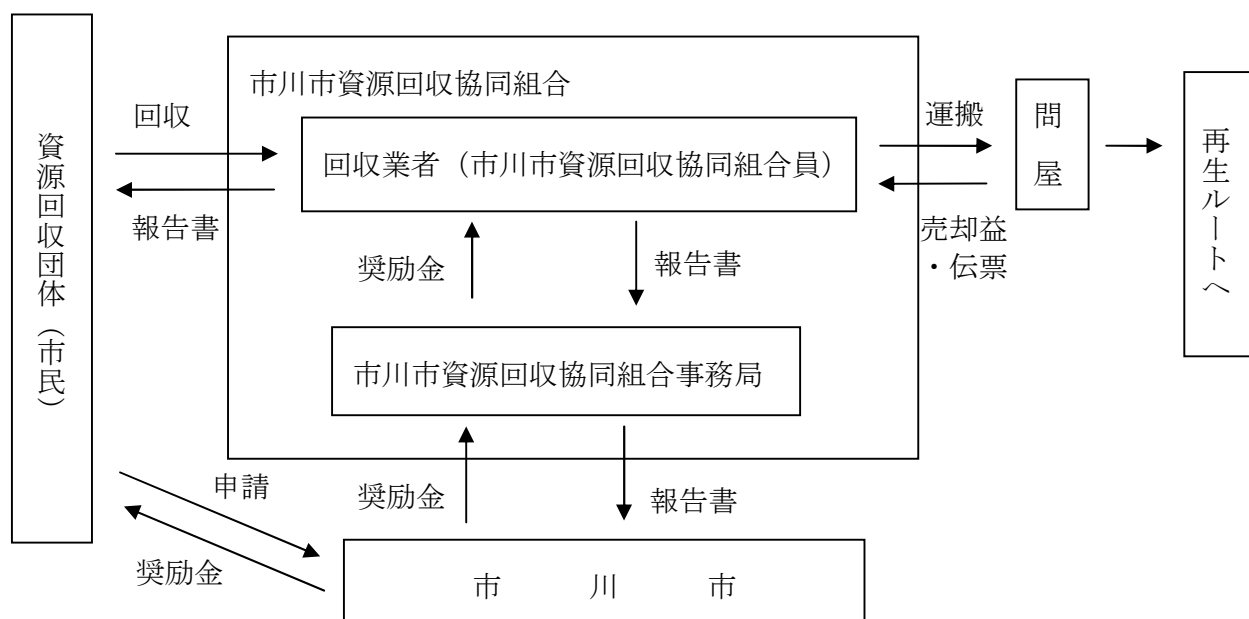 資源回収団体（市民）
市川市資源回収協同組合
回収
報告書
回収業者（市川市資源回収協同組合員）
運搬
売却益
・伝票
問屋
再生ルートへ
奨励金
報告書
市川市資源回収協同組合事務局
申請
奨励金
奨励金
報告書
市川市